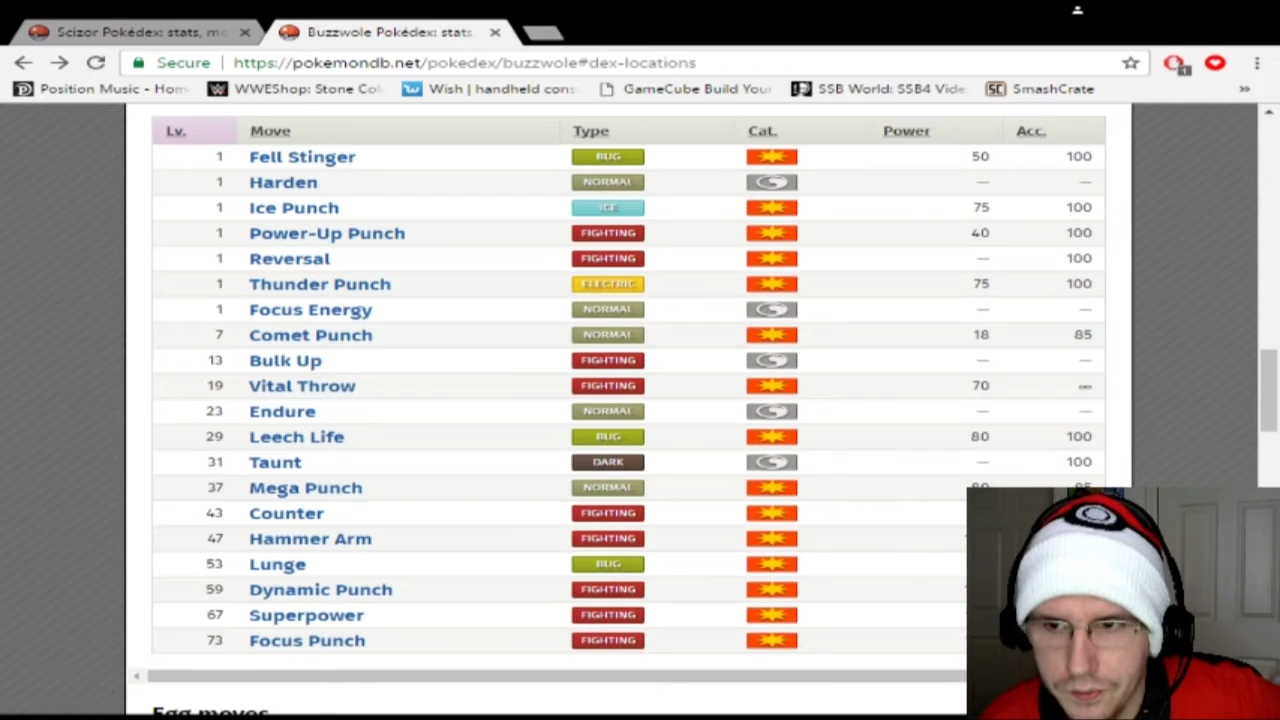 Scizor Pokédex: stats, mo
Buzzwole Pokédex: stats,
Secure | https://pokemondb.net/pokedex/buzzwole#dex-locations
Position Music - Hom WWEShop: Stone Col Wish | handheld cons GameCube Build Your SSB World: SSB4 Vide SmashCrate »
Lv. Move Type Cat. Power Acc.
1 Fell Stinger BUG 50 100
1 Harden NORMAL — —
1 Ice Punch ICE 75 100
1 Power-Up Punch FIGHTING 40 100
1 Reversal FIGHTING — 100
1 Thunder Punch ELECTRIC 75 100
1 Focus Energy NORMAL — —
7 Comet Punch NORMAL 18 85
13 Bulk Up FIGHTING — —
19 Vital Throw FIGHTING 70 ∞
23 Endure NORMAL — —
29 Leech Life BUG 80 100
31 Taunt DARK — 100
37 Mega Punch NORMAL 80 85
43 Counter FIGHTING
47 Hammer Arm FIGHTING
53 Lunge BUG
59 Dynamic Punch FIGHTING
67 Superpower FIGHTING
73 Focus Punch FIGHTING
Egg moves